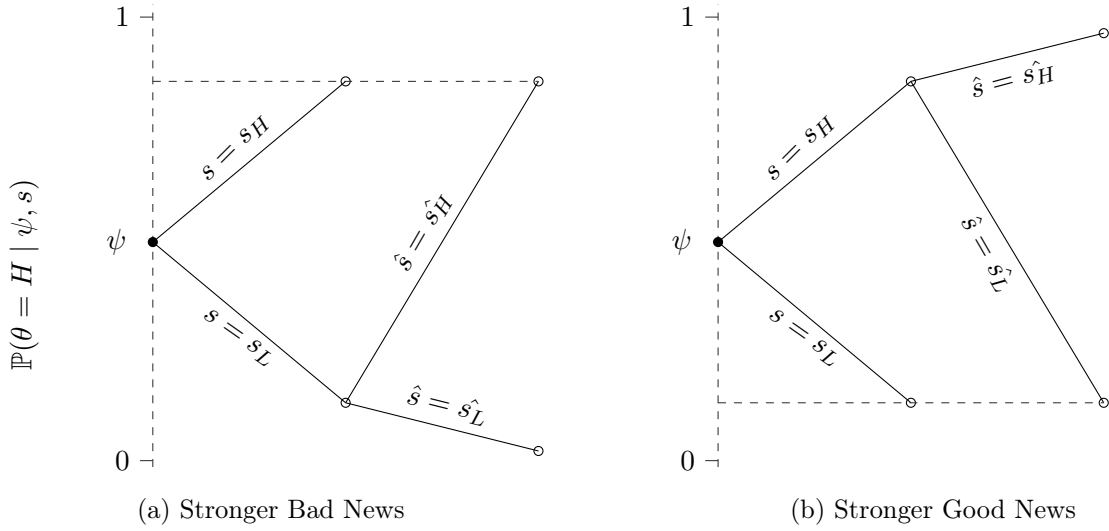 1
s = s_H
ŝ = ŝ_H
ψ
s = s_L
ŝ = ŝ_L
0
ℙ(θ = H | ψ, s)
(a) Stronger Bad News
1
ŝ = ŝ_H
s = s_H
ŝ = ŝ_L
ψ
s = s_L
0
(b) Stronger Good News